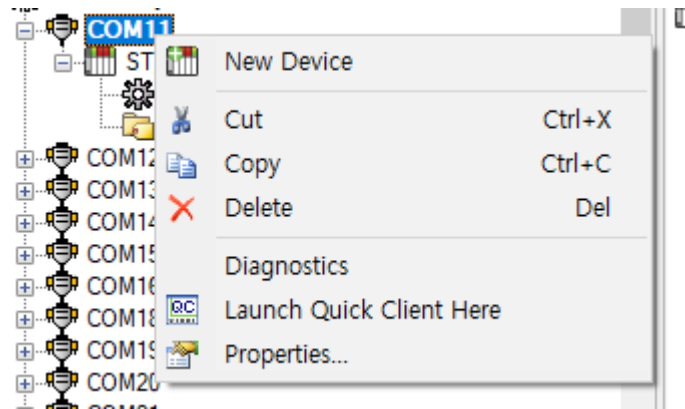 COM11
ST
New Device
Cut Ctrl+X
Copy Ctrl+C
Delete Del
Diagnostics
QC
Launch Quick Client Here
Properties...
COM12
COM13
COM14
COM15
COM16
COM18
COM19
COM20